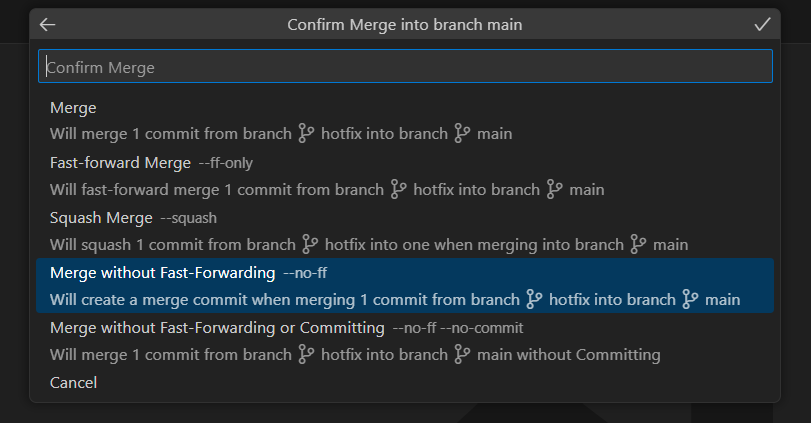 Confirm Merge into branch main
Confirm Merge
Merge
Will merge 1 commit from branch hotfix into branch main
Fast-forward Merge --ff-only
Will fast-forward merge 1 commit from branch hotfix into branch main
Squash Merge --squash
Will squash 1 commit from branch hotfix into one when merging into branch main
Merge without Fast-Forwarding --no-ff
Will create a merge commit when merging 1 commit from branch hotfix into branch main
Merge without Fast-Forwarding or Committing --no-ff --no-commit
Will merge 1 commit from branch hotfix into branch main without Committing
Cancel